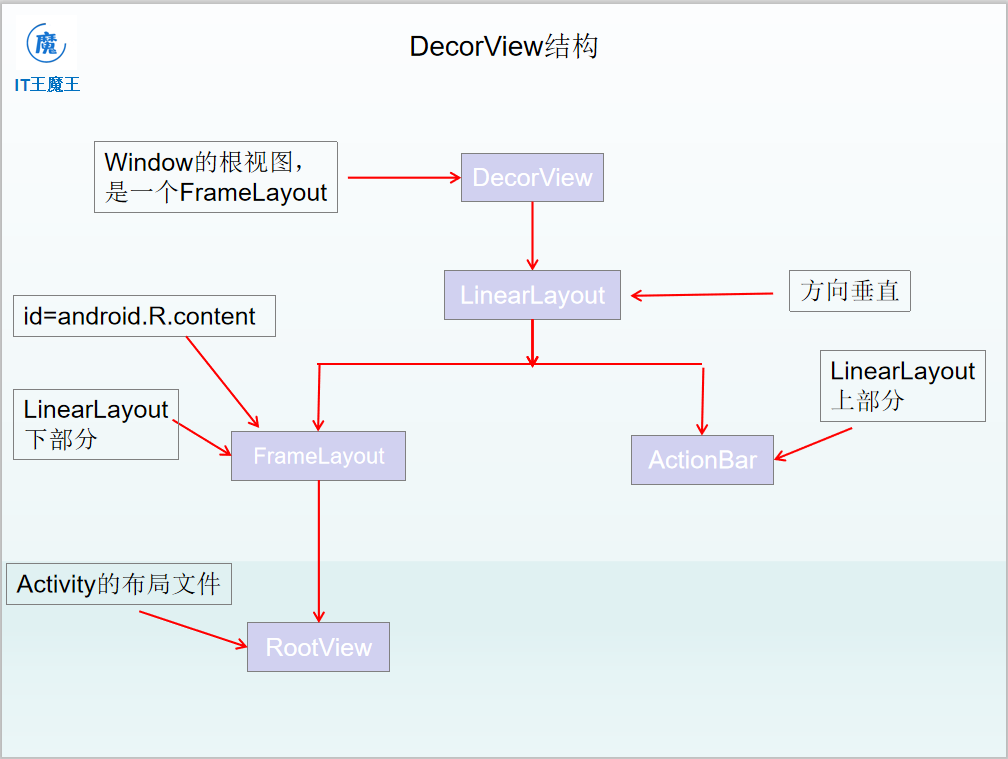 魔
IT王魔王
DecorView结构
Window的根视图，
是一个FrameLayout
DecorView
LinearLayout
方向垂直
id=android.R.content
LinearLayout
上部分
LinearLayout
下部分
FrameLayout
ActionBar
Activity的布局文件
RootView